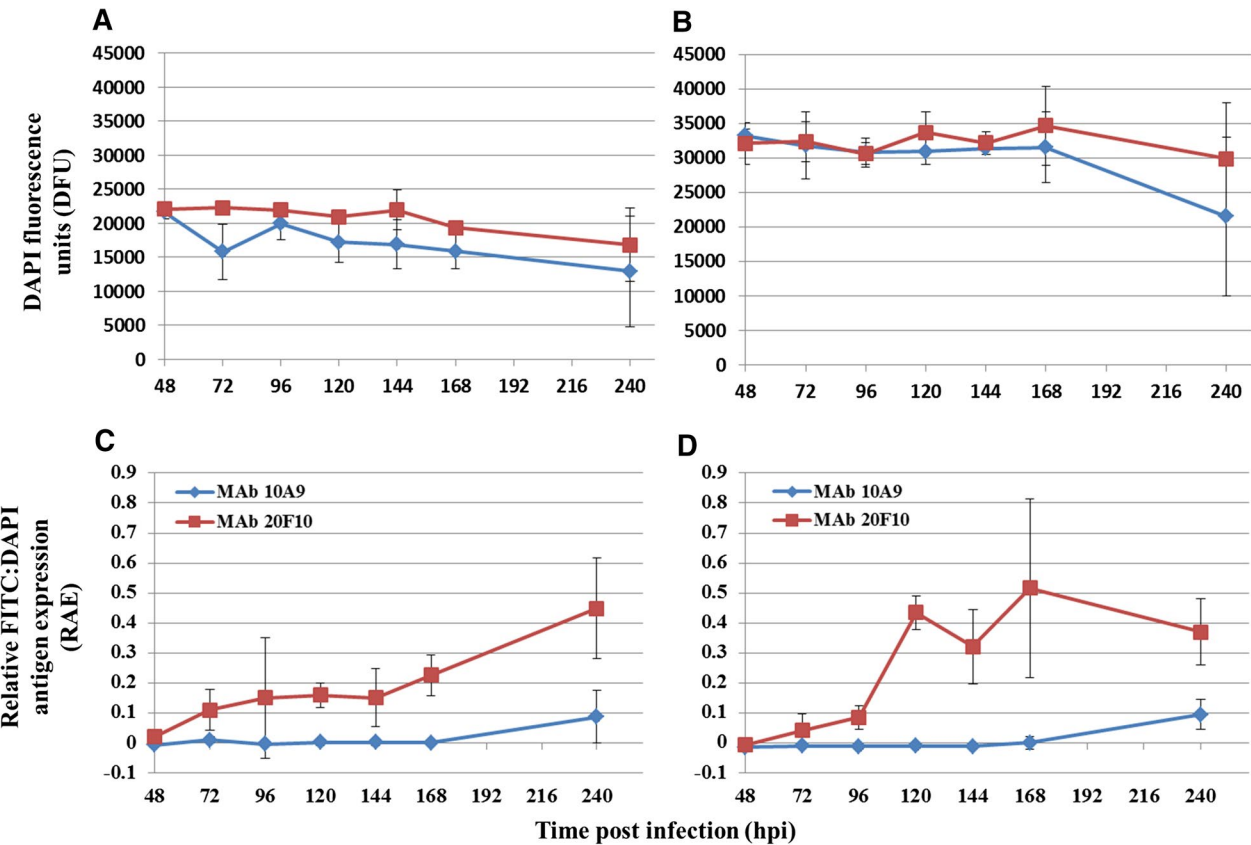 A
45000
40000
35000
30000
25000
20000
15000
10000
5000
0
48 72 96 120 144 168 192 216 240
DAPI fluorescence
units (DFU)
B
45000
40000
35000
30000
25000
20000
15000
10000
5000
0
48 72 96 120 144 168 192 216 240
C
0.9
0.8
0.7
0.6
0.5
0.4
0.3
0.2
0.1
0
-0.1
MAb 10A9
MAb 20F10
48 72 96 120 144 168 192 216 240
Relative FITC:DAPI
antigen expression
(RAE)
D
0.9
0.8
0.7
0.6
0.5
0.4
0.3
0.2
0.1
0
-0.1
MAb 10A9
MAb 20F10
48 72 96 120 144 168 192 216 240
Time post infection (hpi)